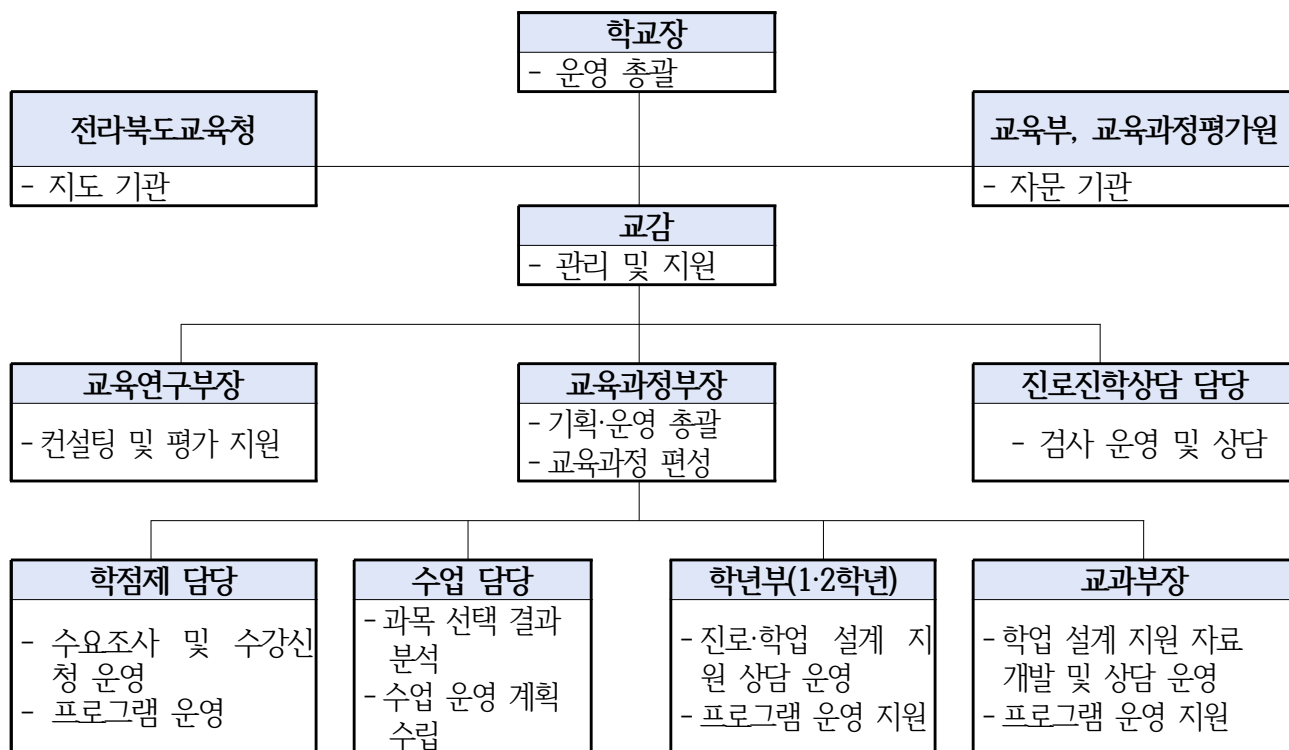 학교장
- 운영 총괄
전라북도교육청
- 지도 기관
교육부, 교육과정평가원
- 자문 기관
교감
- 관리 및 지원
교육연구부장
- 컨설팅 및 평가 지원
교육과정부장
- 기획·운영 총괄
- 교육과정 편성
진로진학상담 담당
- 검사 운영 및 상담
학점제 담당
- 수요조사 및 수강신
청 운영
- 프로그램 운영
수업 담당
- 과목 선택 결과
분석
- 수업 운영 계획
수립
학년부(1·2학년)
- 진로·학업 설계 지
원 상담 운영
- 프로그램 운영 지원
교과부장
- 학업 설계 지원 자료
개발 및 상담 운영
- 프로그램 운영 지원